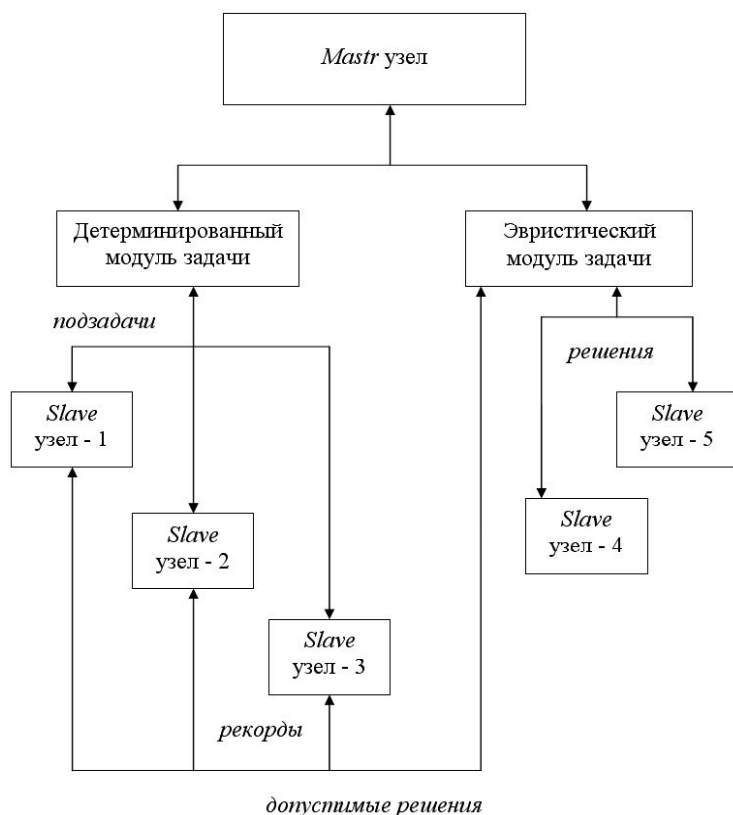 Mastr узел
Детерминированный
модуль задачи
Эвристический
модуль задачи
подзадачи
решения
Slave
узел - 1
Slave
узел - 5
Slave
узел - 4
Slave
узел - 2
Slave
узел - 3
рекорды
допустимые решения